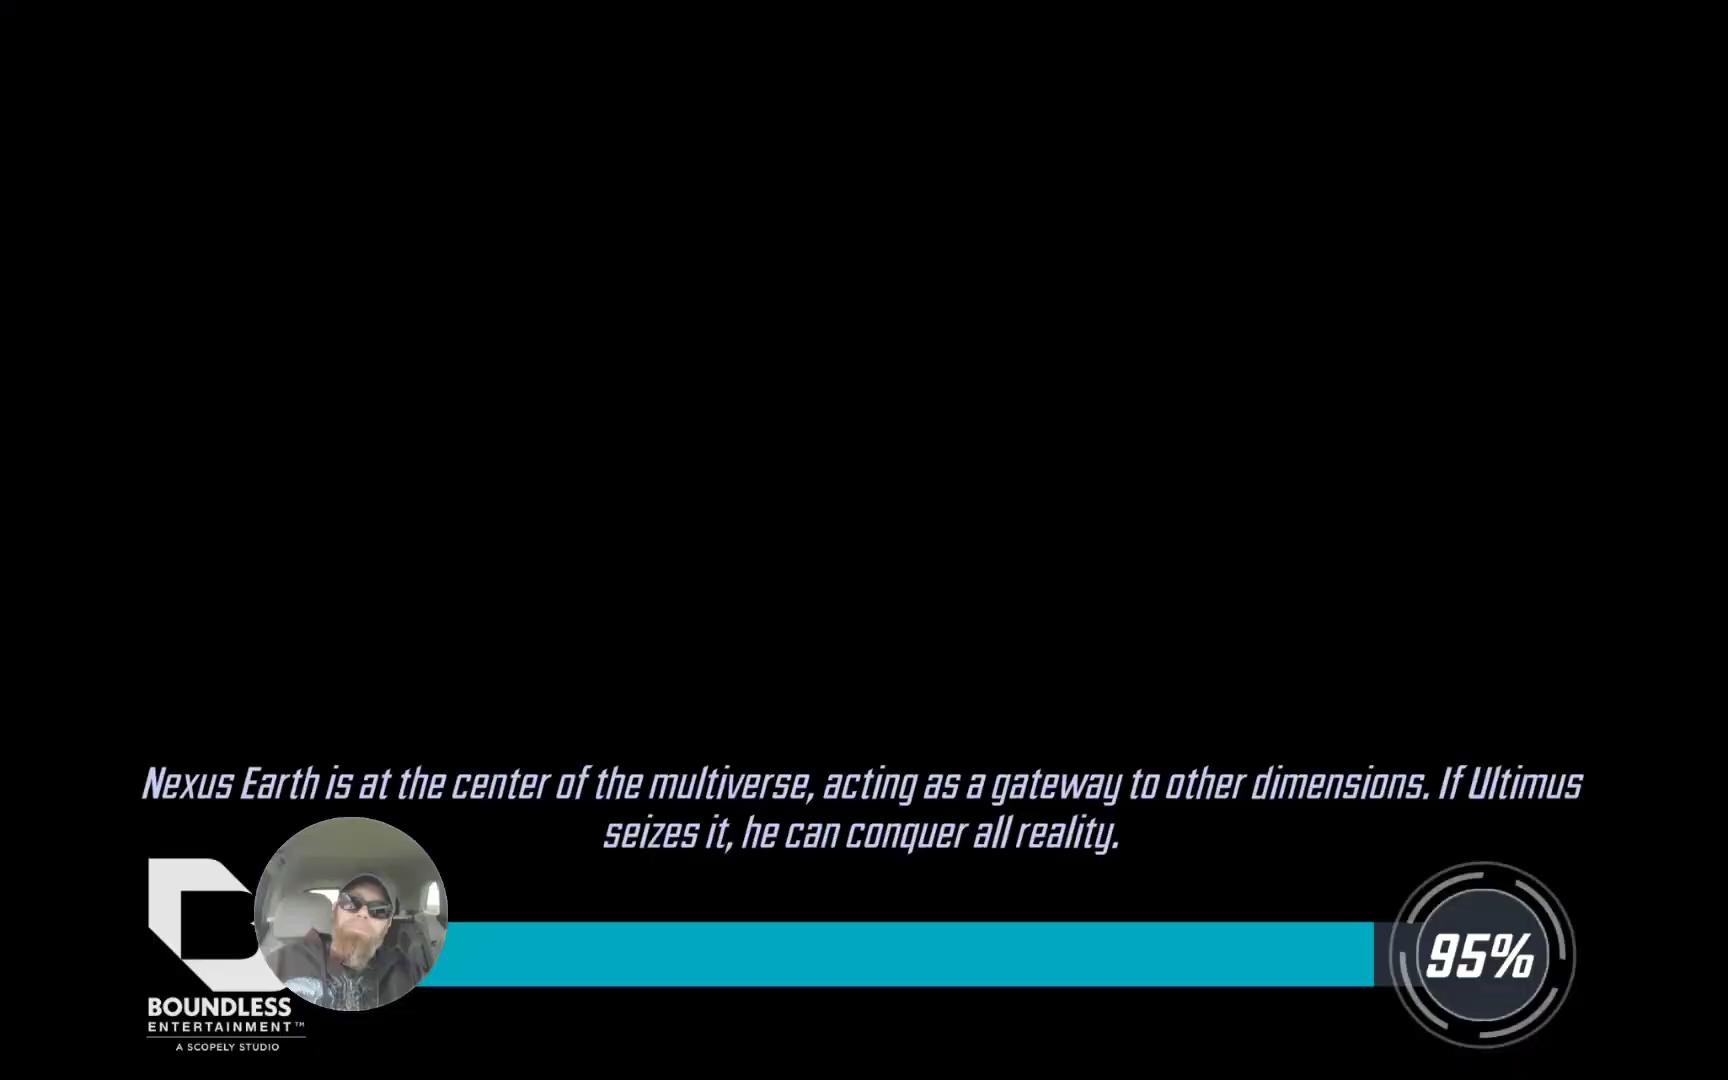 Nexus Earth is at the center of the multiverse, acting as a gateway to other dimensions. If Ultimus
seizes it, he can conquer all reality.
95%
BOUNDLESS
ENTERTAINMENT™
A SCOPELY STUDIO